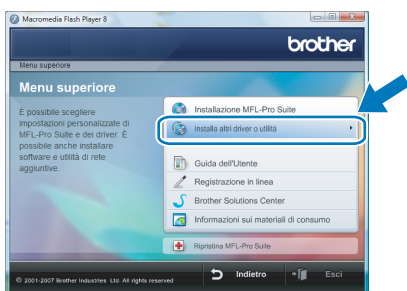 Macromedia Flash Player 8
brother
Menu superiore
Menu superiore
È possibile scegliere
impostazioni personalizzate di
MFL-Pro Suite e dei driver. È
possibile anche installare
software e utilità di rete
aggiuntive.
Installazione MFL-Pro Suite
Installa altri driver o utilità
Guida dell'Utente
Registrazione in linea
Brother Solutions Center
Informazioni sui materiali di consumo
Ripristina MFL-Pro Suite
© 2001-2007 Brother Industries Ltd. All rights reserved
Indietro
Esci